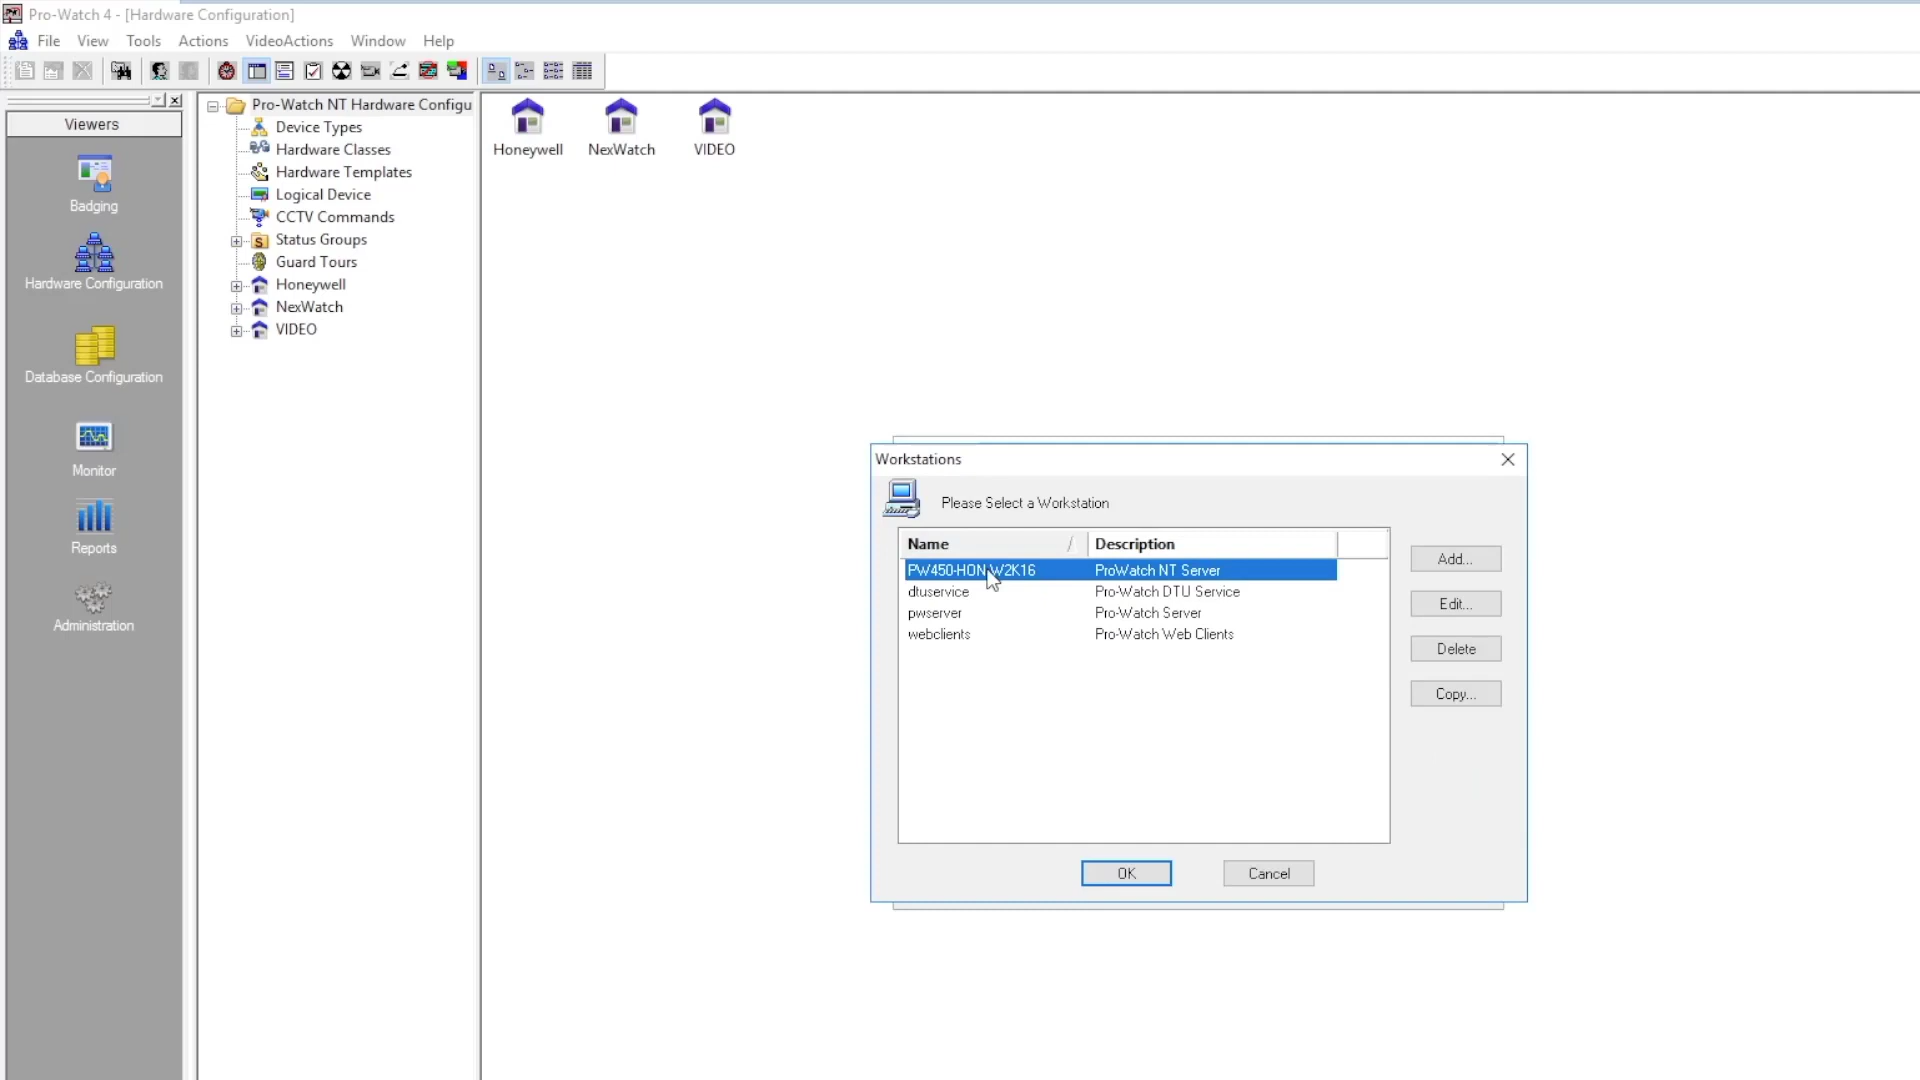 Pro-Watch 4 - [Hardware Configuration]
File View Tools Actions VideoActions Window Help
Viewers
Badging
Hardware Configuration
Database Configuration
Monitor
Reports
Administration
Pro-Watch NT Hardware Configu
Device Types
Hardware Classes
Hardware Templates
Logical Device
CCTV Commands
Status Groups
Guard Tours
Honeywell
NexWatch
VIDEO
Honeywell NexWatch VIDEO
Workstations
Please Select a Workstation
Name Description
PW450-HON-W2K16 ProWatch NT Server
dtuservice Pro-Watch DTU Service
pwserver Pro-Watch Server
webclients Pro-Watch Web Clients
Add...
Edit...
Delete
Copy...
OK Cancel